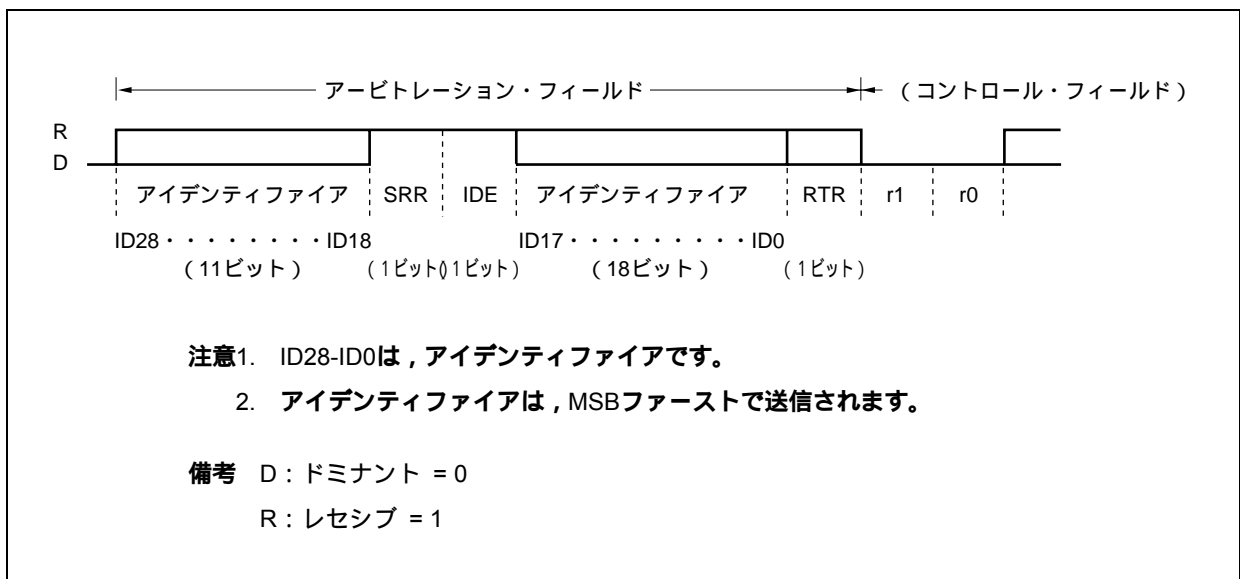 アービトレーション・フィールド （コントロール・フィールド）
R
D
アイデンティファイア SRR IDE アイデンティファイア RTR r1 r0
ID28・・・・・・・・ID18 ID17・・・・・・・・・ID0
（11ビット） （1ビット）（1ビット） （18ビット） （1ビット）
注意1. ID28-ID0は，アイデンティファイアです。
2. アイデンティファイアは，MSBファーストで送信されます。
備考 D：ドミナント = 0
R：レセシブ = 1